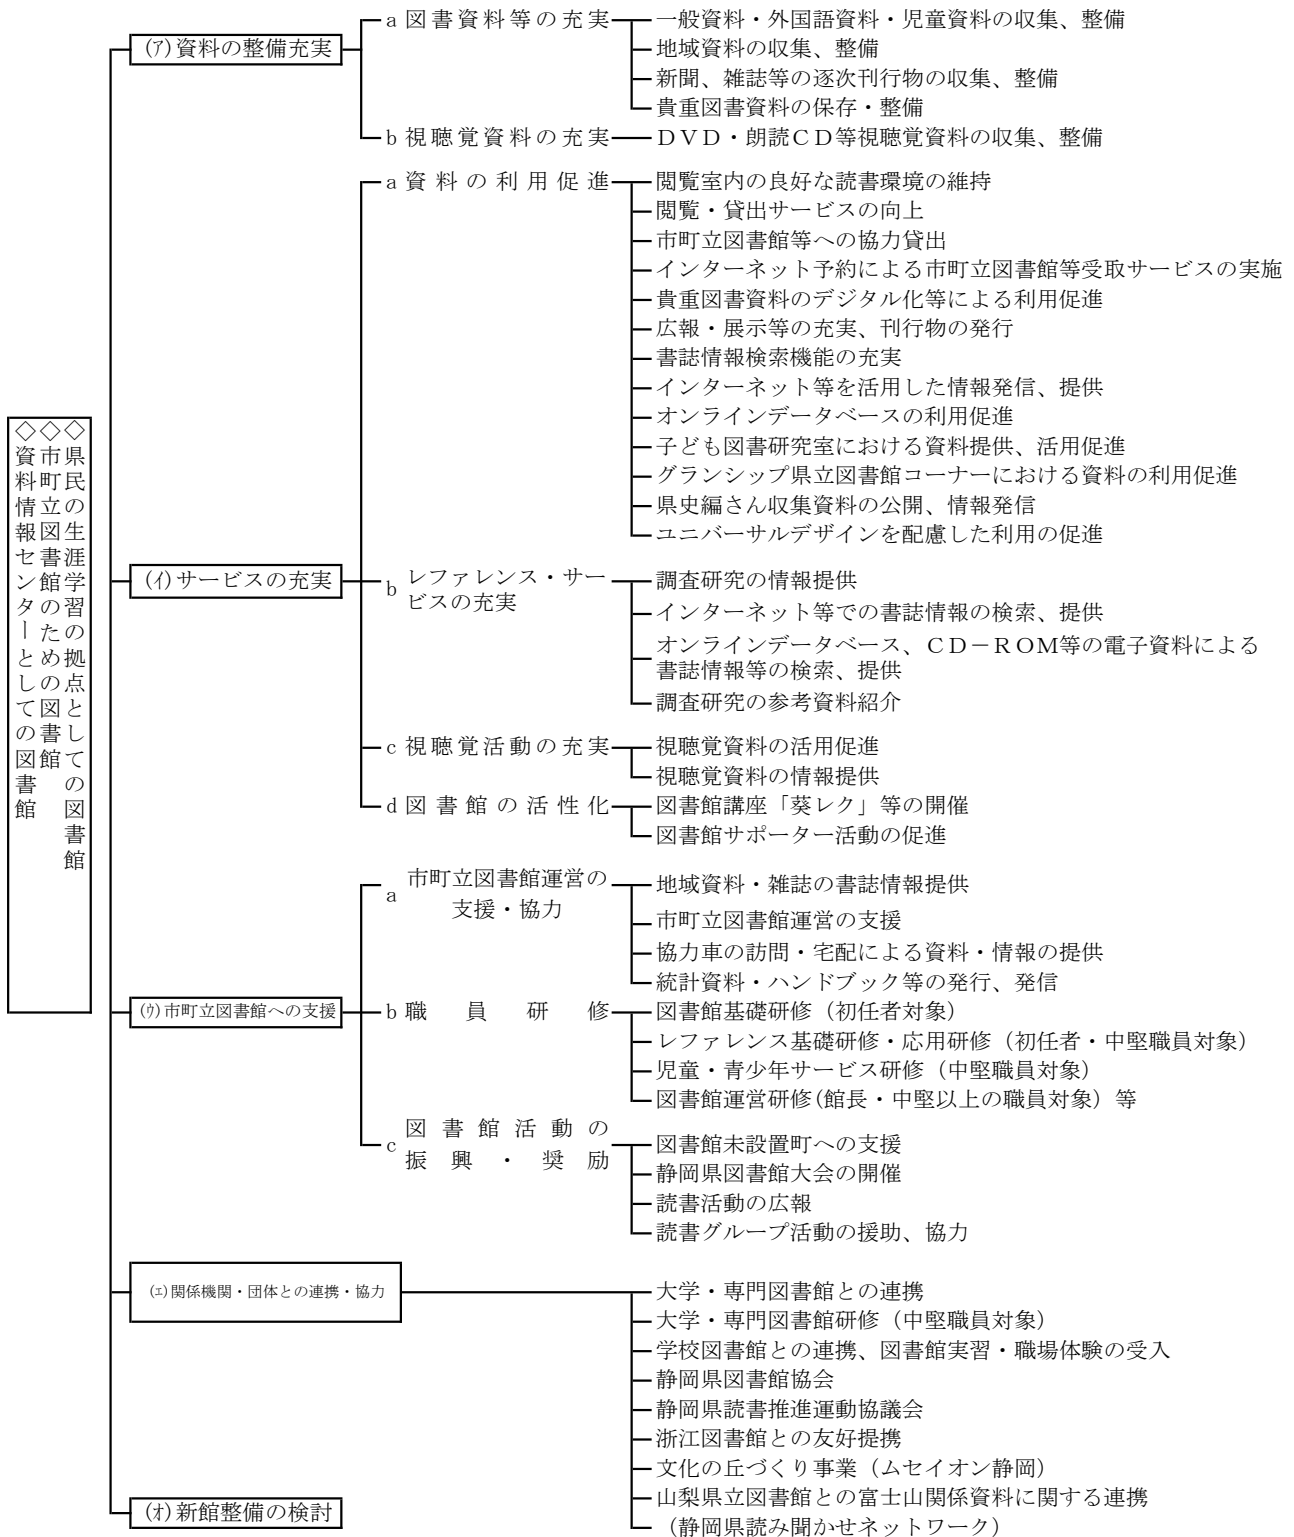 ◇県民の生涯学習の拠点としての図書館
◇市町立図書館のための図書館
◇資料情報センターとしての図書館
(ア)資料の整備充実
a 図書資料等の充実
一般資料・外国語資料・児童資料の収集、整備
地域資料の収集、整備
新聞、雑誌等の逐次刊行物の収集、整備
貴重図書資料の保存・整備
b 視聴覚資料の充実
DVD・朗読CD等視聴覚資料の収集、整備
(イ)サービスの充実
a 資料の利用促進
閲覧室内の良好な読書環境の維持
閲覧・貸出サービスの向上
市町立図書館等への協力貸出
インターネット予約による市町立図書館等受取サービスの実施
貴重図書資料のデジタル化等による利用促進
広報・展示等の充実、刊行物の発行
書誌情報検索機能の充実
インターネット等を活用した情報発信、提供
オンラインデータベースの利用促進
子ども図書研究室における資料提供、活用促進
グランシップ県立図書館コーナーにおける資料の利用促進
県史編さん収集資料の公開、情報発信
ユニバーサルデザインを配慮した利用の促進
b レファレンス・サー
ビスの充実
調査研究の情報提供
インターネット等での書誌情報の検索、提供
オンラインデータベース、CD-ROM等の電子資料による
書誌情報等の検索、提供
調査研究の参考資料紹介
c 視聴覚活動の充実
視聴覚資料の活用促進
視聴覚資料の情報提供
d 図書館の活性化
図書館講座「葵レク」等の開催
図書館サポーター活動の促進
(ウ)市町立図書館への支援
a 市町立図書館運営の
支援・協力
地域資料・雑誌の書誌情報提供
市町立図書館運営の支援
協力車の訪問・宅配による資料・情報の提供
統計資料・ハンドブック等の発行、発信
b 職員研修
図書館基礎研修（初任者対象）
レファレンス基礎研修・応用研修（初任者・中堅職員対象）
児童・青少年サービス研修（中堅職員対象）
図書館運営研修(館長・中堅以上の職員対象）等
c 図書館活動の
振興・奨励
図書館未設置町への支援
静岡県図書館大会の開催
読書活動の広報
読書グループ活動の援助、協力
(エ)関係機関・団体との連携・協力
大学・専門図書館との連携
大学・専門図書館研修（中堅職員対象）
学校図書館との連携、図書館実習・職場体験の受入
静岡県図書館協会
静岡県読書推進運動協議会
浙江図書館との友好提携
文化の丘づくり事業（ムセイオン静岡）
山梨県立図書館との富士山関係資料に関する連携
（静岡県読み聞かせネットワーク）
(オ)新館整備の検討